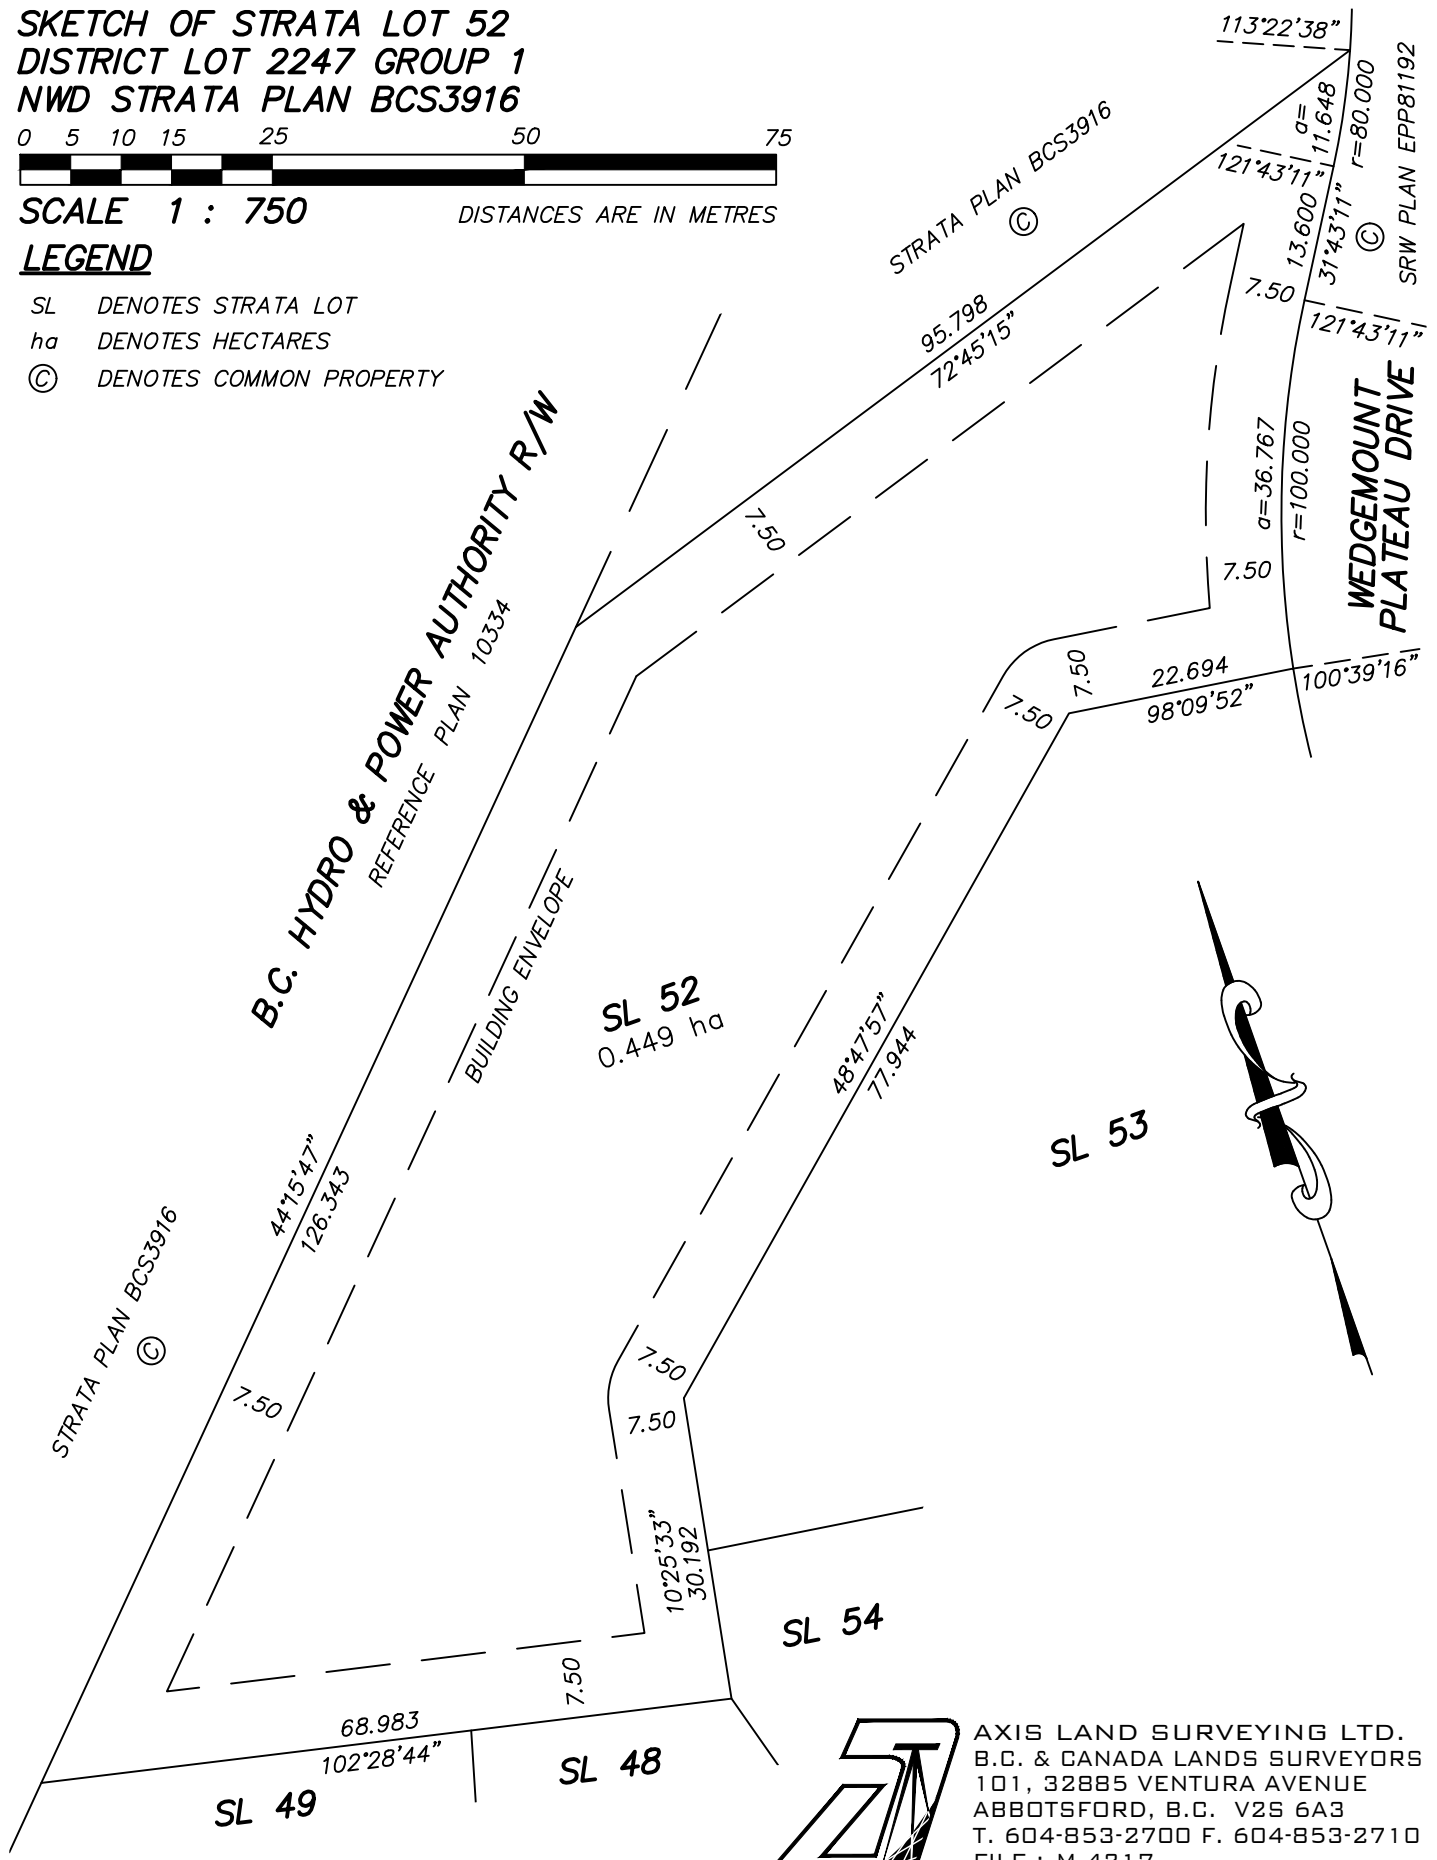 SKETCH OF STRATA LOT 52
DISTRICT LOT 2247 GROUP 1
NWD STRATA PLAN BCS3916
0 5 10 15 25 50 75
SCALE 1 : 750
DISTANCES ARE IN METRES
LEGEND
SL DENOTES STRATA LOT
ha DENOTES HECTARES
Ⓒ DENOTES COMMON PROPERTY
113°22'38"
a=
11.648
r=80.000
SRW PLAN EPP81192
Ⓒ
121°43'11"
13.600
31°43'11"
STRATA PLAN BCS3916
Ⓒ
7.50
121°43'11"
95.798
72°45'15"
WEDGEMOUNT
PLATEAU DRIVE
a=36.767
r=100.000
7.50
7.50
B.C. HYDRO & POWER AUTHORITY R/W
REFERENCE PLAN 10334
7.50
7.50
22.694
98°09'52"
100°39'16"
BUILDING ENVELOPE
SL 52
0.449 ha
48°47'57"
77.944
SL 53
44°15'47"
126.343
STRATA PLAN BCS3916
Ⓒ
7.50
7.50
7.50
10°25'33"
30.192
SL 54
7.50
68.983
102°28'44"
SL 48
SL 49
AXIS LAND SURVEYING LTD.
B.C. & CANADA LANDS SURVEYORS
101, 32885 VENTURA AVENUE
ABBOTSFORD, B.C. V2S 6A3
T. 604-853-2700 F. 604-853-2710